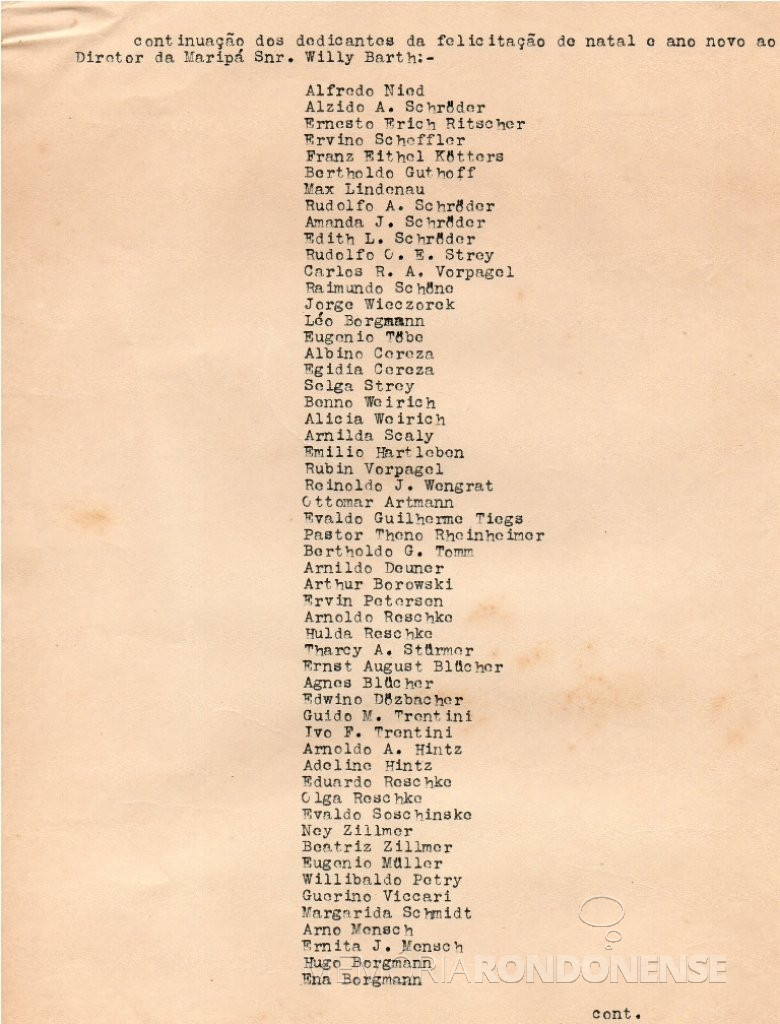 continuação dos dedicantes da felicitação de natal e ano novo ao
Diretor da Maripá Snr. Willy Barth:-
Alfredo Nied
Alzido A. Schröder
Ernesto Erich Ritscher
Ervino Scheffler
Franz Eithel Kötters
Bertholdo Guthoff
Max Lindenau
Rudolfo A. Schröder
Amanda J. Schröder
Edith L. Schröder
Rudolfo O. E. Strey
Carlos R. A. Vorpagel
Raimundo Schöne
Jorge Wieczorek
Léo Borgmann
Eugenio Töbe
Albino Cereza
Egidia Cereza
Selga Strey
Benno Weirich
Alicia Weirich
Arnilda Scaly
Emilio Hartleben
Rubin Vorpagel
Reinoldo J. Wengrat
Ottomar Artmann
Evaldo Guilherme Tiegs
Pastor Theno Rheinheimer
Bertholdo G. Tomm
Arnildo Deuner
Arthur Borowski
Ervin Petersen
Arnoldo Reschke
Hulda Reschke
Tharcy A. Stürmer
Ernst August Blücher
Agnes Blücher
Edwino Dözbacher
Guido M. Trentini
Ivo F. Trentini
Arnoldo A. Hintz
Adeline Hintz
Eduardo Reschke
Olga Reschke
Evaldo Soschinske
Ney Zillmer
Beatriz Zillmer
Eugenio Müller
Willibaldo Petry
Guerino Viccari
Margarida Schmidt
Arno Mensch
Ernita J. Mensch
Hugo Borgmann
MEMÓRIARONDONENSE
Ena Borgmann
cont.